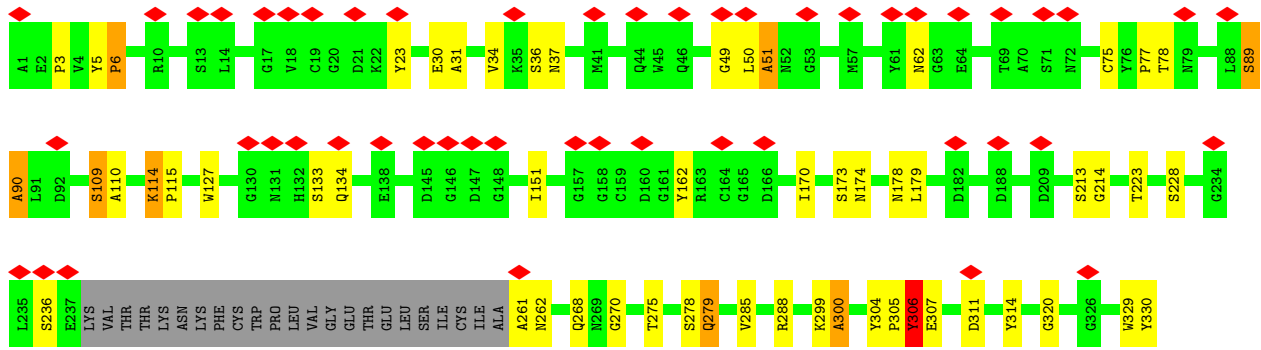 A1 E2 P3 V4 Y5 P6 R10 S13 L14 G17 V18 C19 G20 D21 K22 Y23 E30 A31 V34 K35 S36 N37 M41 Q44 W45 Q46 G49 L50 A51 N52 G53 M57 Y61 N62 G63 E64 T69 A70 S71 N72 C75 Y76 P77 T78 N79 L88 S89
A90 L91 D92 S109 A110 K114 P115 W127 G130 N131 H132 S133 Q134 E138 D145 G146 D147 G148 I151 G157 G158 C159 D160 G161 Y162 R163 C164 G165 D166 I170 S173 N174 N178 L179 D182 D188 D209 S213 G214 T223 S228 G234
L235 S236 E237 LYS VAL THR THR LYS ASN LYS PHE CYS TRP PRO LEU VAL GLY GLU THR GLU LEU SER ILE CYS ILE ALA A261 N262 Q268 N269 G270 T275 S278 Q279 V285 R288 K299 A300 Y304 P305 Y306 E307 D311 Y314 G320 G326 W329 Y330